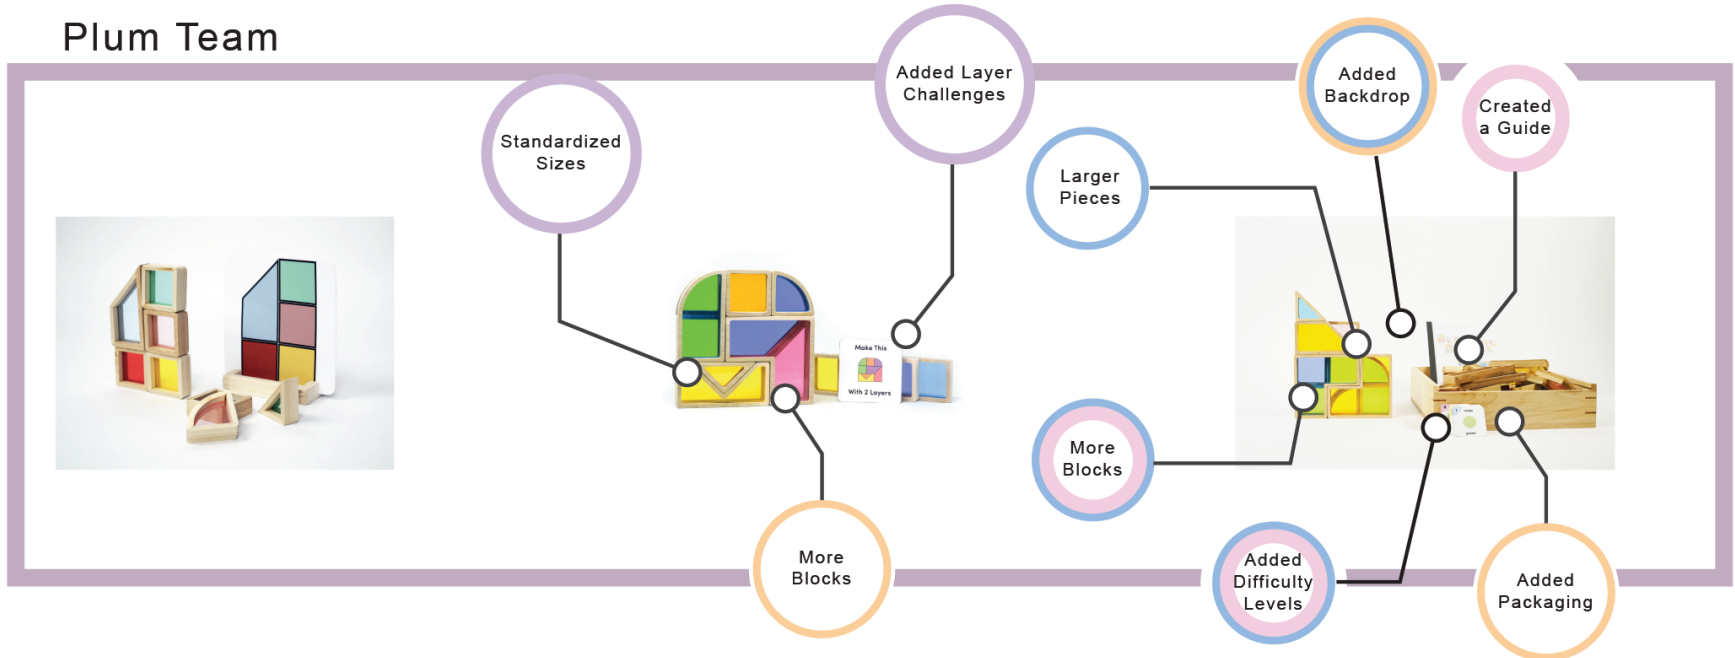 Plum Team
Standardized
Sizes
Added Layer
Challenges
Larger
Pieces
Added
Backdrop
Created
a Guide
Make This
With 2 Layers
More
Blocks
More
Blocks
Added
Difficulty
Levels
Added
Packaging